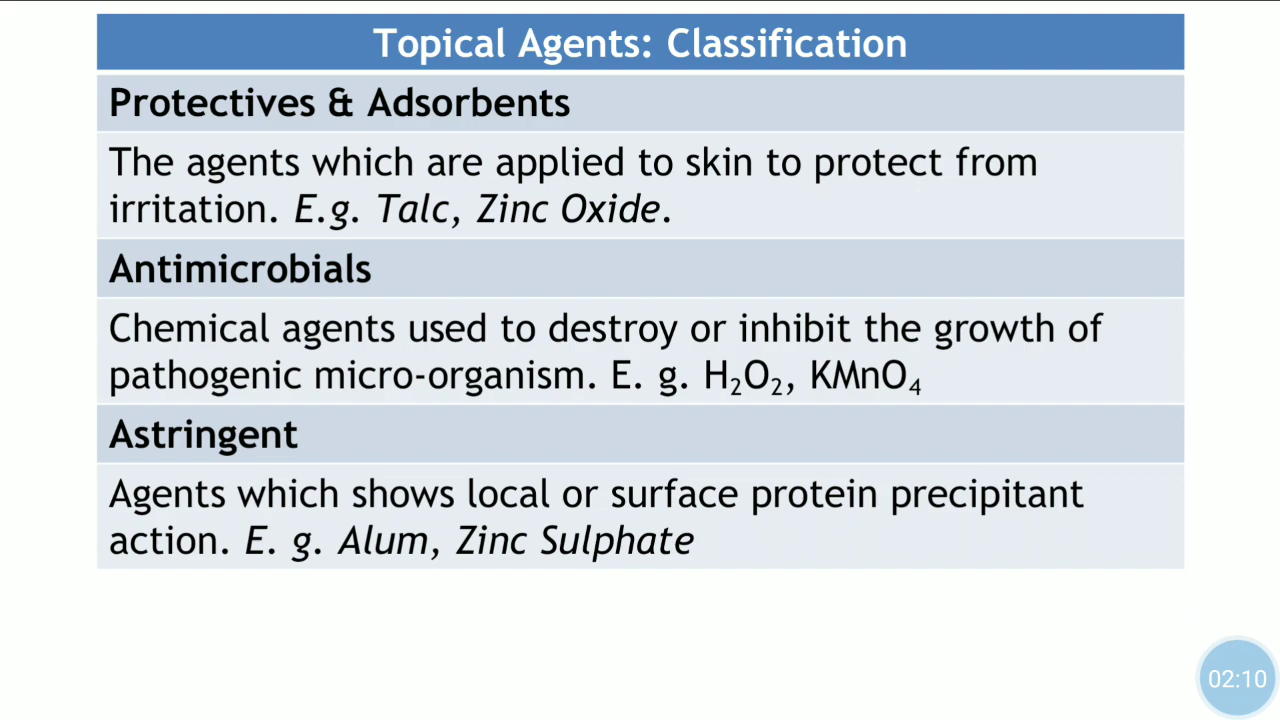 Topical Agents: Classification
Protectives & Adsorbents
The agents which are applied to skin to protect from
irritation. E.g. Talc, Zinc Oxide.
Antimicrobials
Chemical agents used to destroy or inhibit the growth of
pathogenic micro-organism. E. g. H₂O₂, KMnO₄
Astringent
Agents which shows local or surface protein precipitant
action. E. g. Alum, Zinc Sulphate
02:10